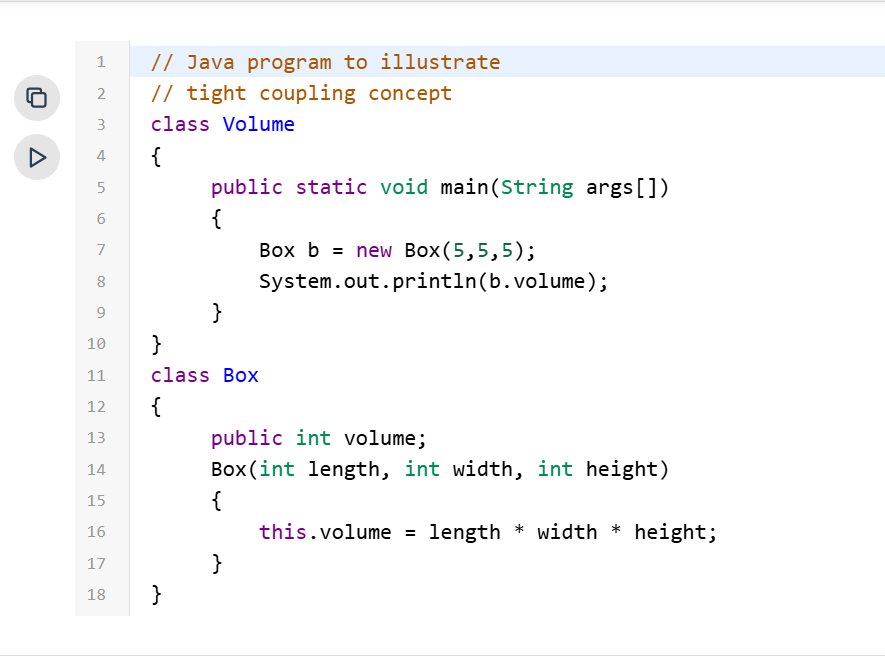 1 // Java program to illustrate
2 // tight coupling concept
3 class Volume
4 {
5 public static void main(String args[])
6 {
7 Box b = new Box(5,5,5);
8 System.out.println(b.volume);
9 }
10 }
11 class Box
12 {
13 public int volume;
14 Box(int length, int width, int height)
15 {
16 this.volume = length * width * height;
17 }
18 }